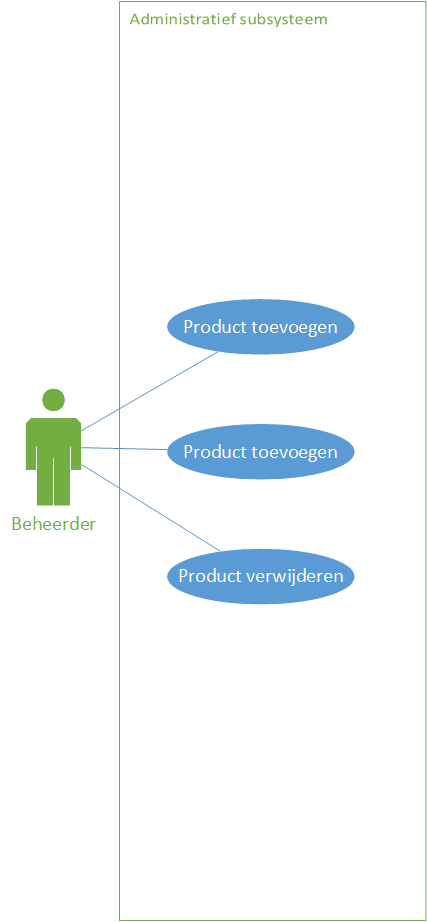 Administratief subsysteem
Product toevoegen
Product toevoegen
Beheerder
Product verwijderen